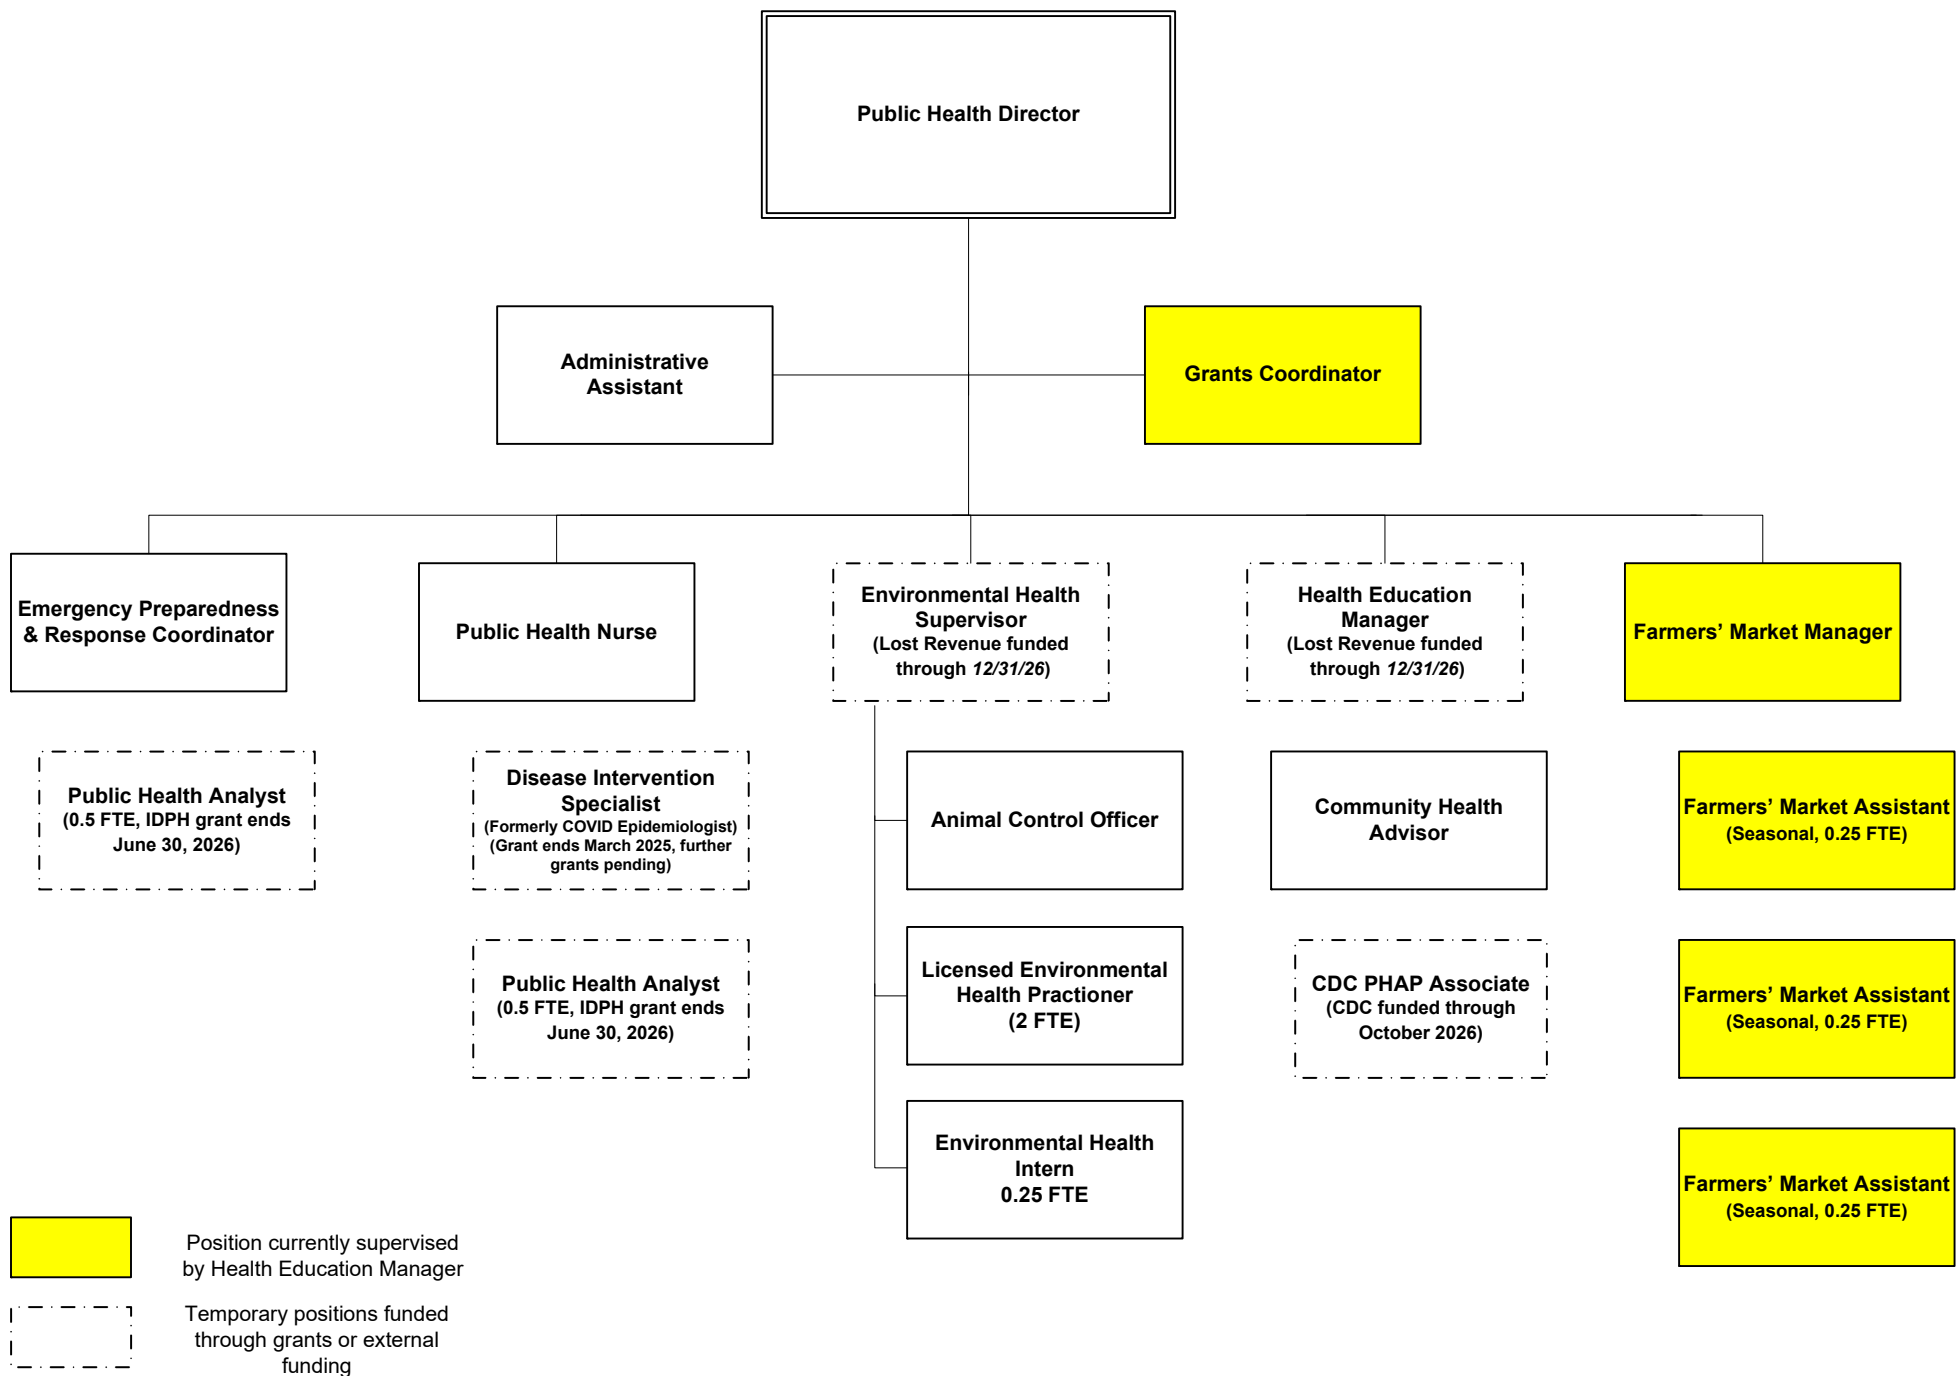 Public Health Director
Administrative
Assistant
Grants Coordinator
Emergency Preparedness
& Response Coordinator
Public Health Nurse
Environmental Health
Supervisor
(Lost Revenue funded
through 12/31/26)
Health Education
Manager
(Lost Revenue funded
through 12/31/26)
Farmers’ Market Manager
Public Health Analyst
(0.5 FTE, IDPH grant ends
June 30, 2026)
Disease Intervention
Specialist
(Formerly COVID Epidemiologist)
(Grant ends March 2025, further
grants pending)
Animal Control Officer
Community Health
Advisor
Farmers’ Market Assistant
(Seasonal, 0.25 FTE)
Public Health Analyst
(0.5 FTE, IDPH grant ends
June 30, 2026)
Licensed Environmental
Health Practioner
(2 FTE)
CDC PHAP Associate
(CDC funded through
October 2026)
Farmers’ Market Assistant
(Seasonal, 0.25 FTE)
Environmental Health
Intern
0.25 FTE
Farmers’ Market Assistant
(Seasonal, 0.25 FTE)
Position currently supervised
by Health Education Manager
Temporary positions funded
through grants or external
funding